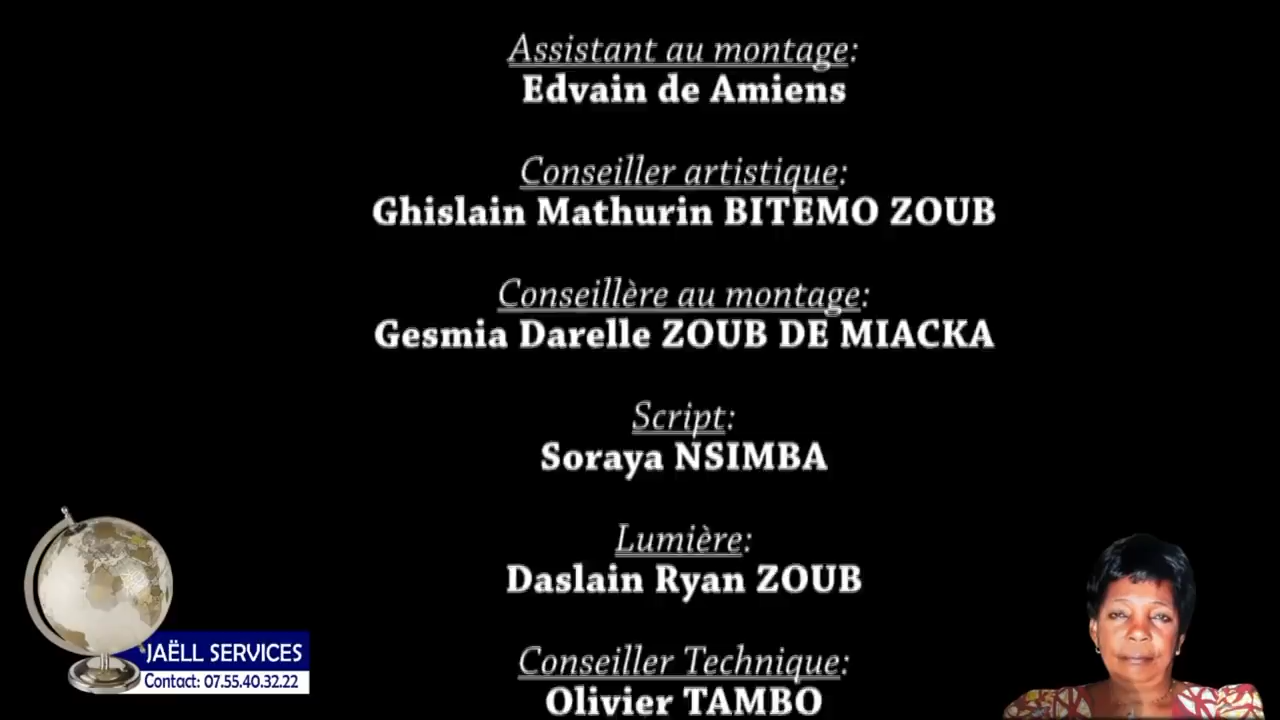 Assistant au montage:
Edvain de Amiens
Conseiller artistique:
Ghislain Mathurin BITEMO ZOUB
Conseillère au montage:
Gesmia Darelle ZOUB DE MIACKA
Script:
Soraya NSIMBA
Lumière:
Daslain Ryan ZOUB
Conseiller Technique:
Olivier TAMBO
JAËLL SERVICES
Contact: 07.55.40.32.22